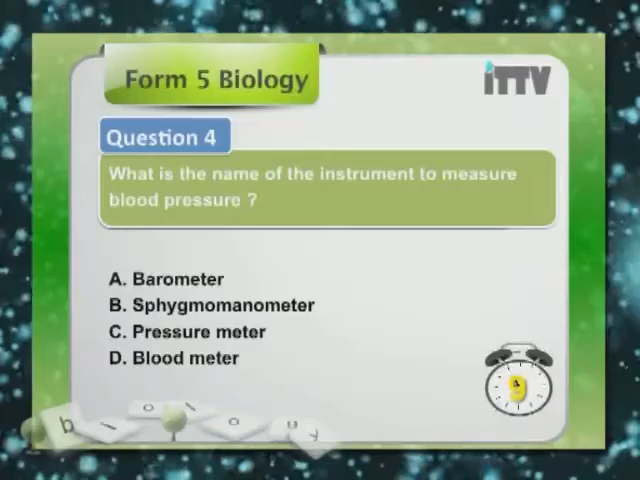 Form 5 Biology
iTTV
Question 4
What is the name of the instrument to measure
blood pressure ?
A. Barometer
B. Sphygmomanometer
C. Pressure meter
D. Blood meter
9
b i o l o g y